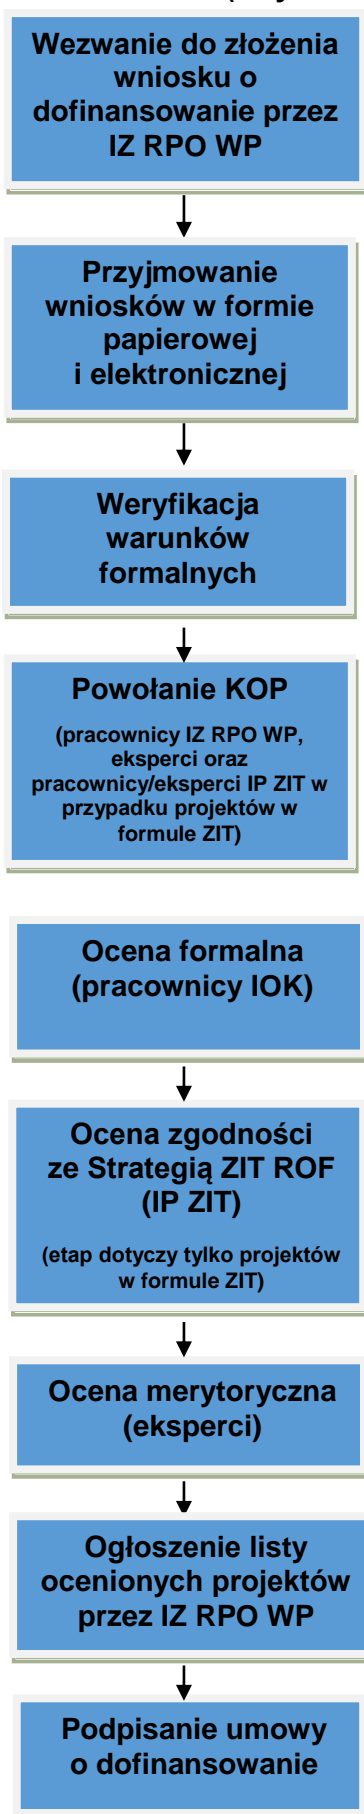 Wezwanie do złożenia
wniosku o
dofinansowanie przez
IZ RPO WP
Przyjmowanie
wniosków w formie
papierowej
i elektronicznej
Weryfikacja
warunków
formalnych
Powołanie KOP
(pracownicy IZ RPO WP,
eksperci oraz
pracownicy/eksperci IP ZIT w
przypadku projektów w
formule ZIT)
Ocena formalna
(pracownicy IOK)
Ocena zgodności
ze Strategią ZIT ROF
(IP ZIT)
(etap dotyczy tylko projektów
w formule ZIT)
Ocena merytoryczna
(eksperci)
Ogłoszenie listy
ocenionych projektów
przez IZ RPO WP
Podpisanie umowy
o dofinansowanie